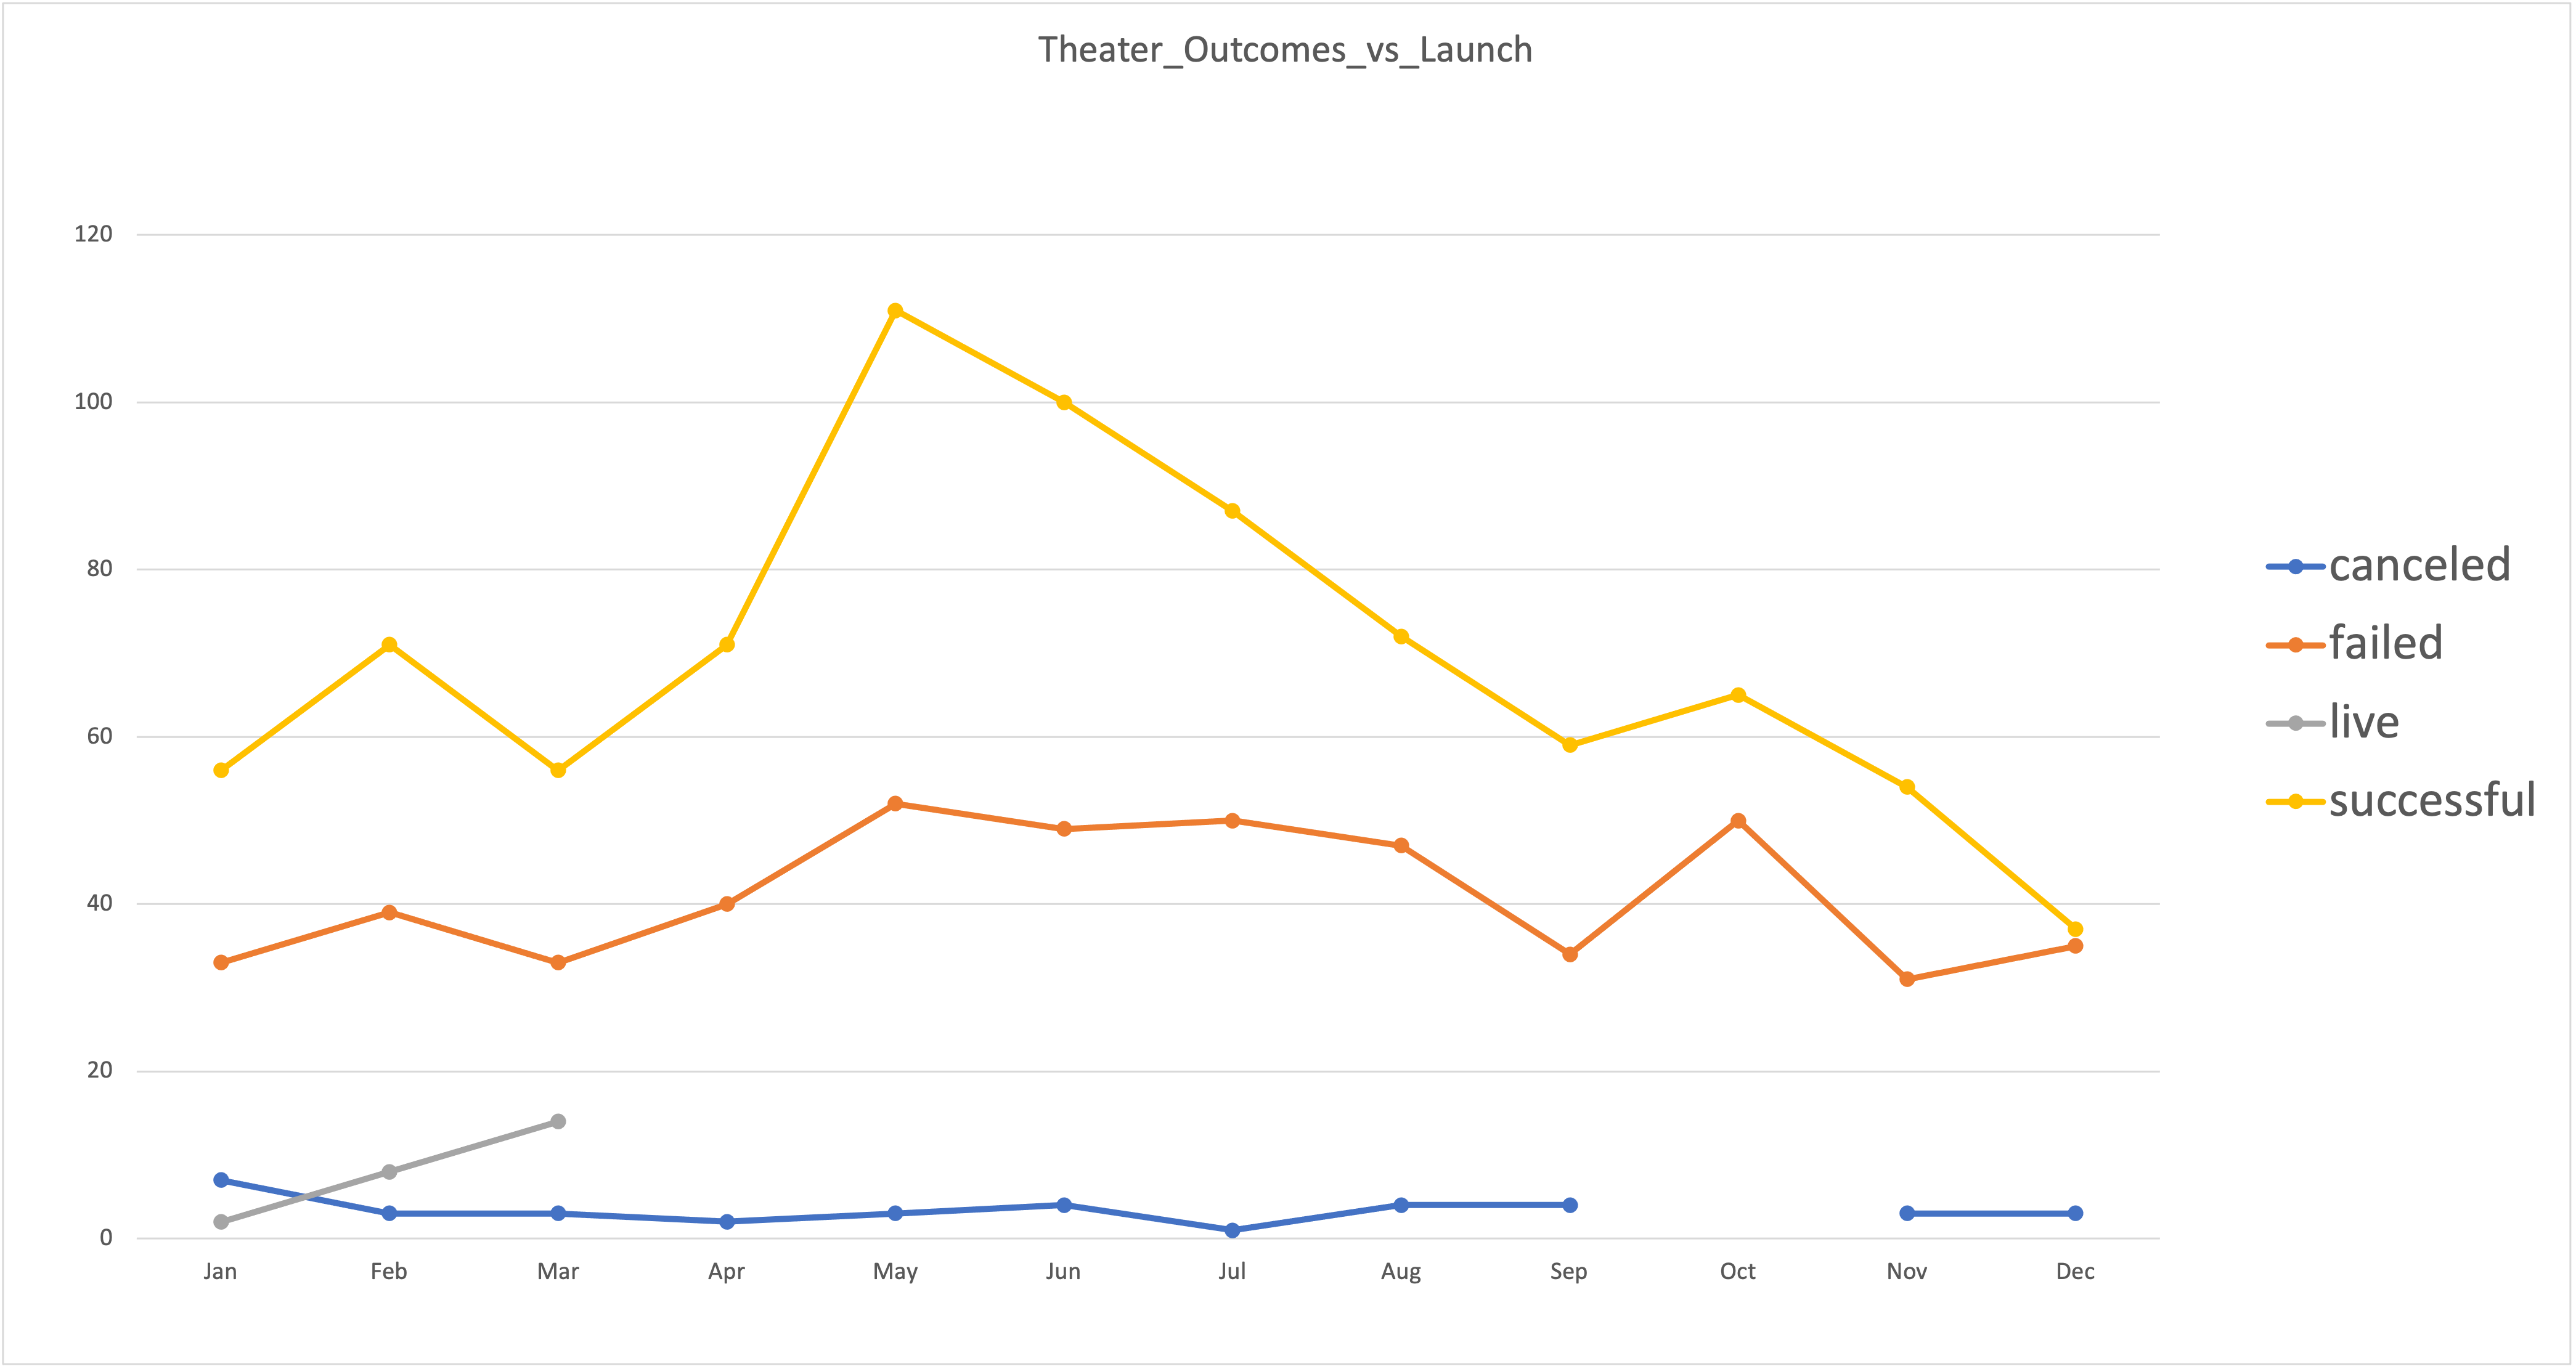 Theater_Outcomes_vs_Launch
120
100
80
60
40
20
0
Jan Feb Mar Apr May Jun Jul Aug Sep Oct Nov Dec
canceled
failed
live
successful